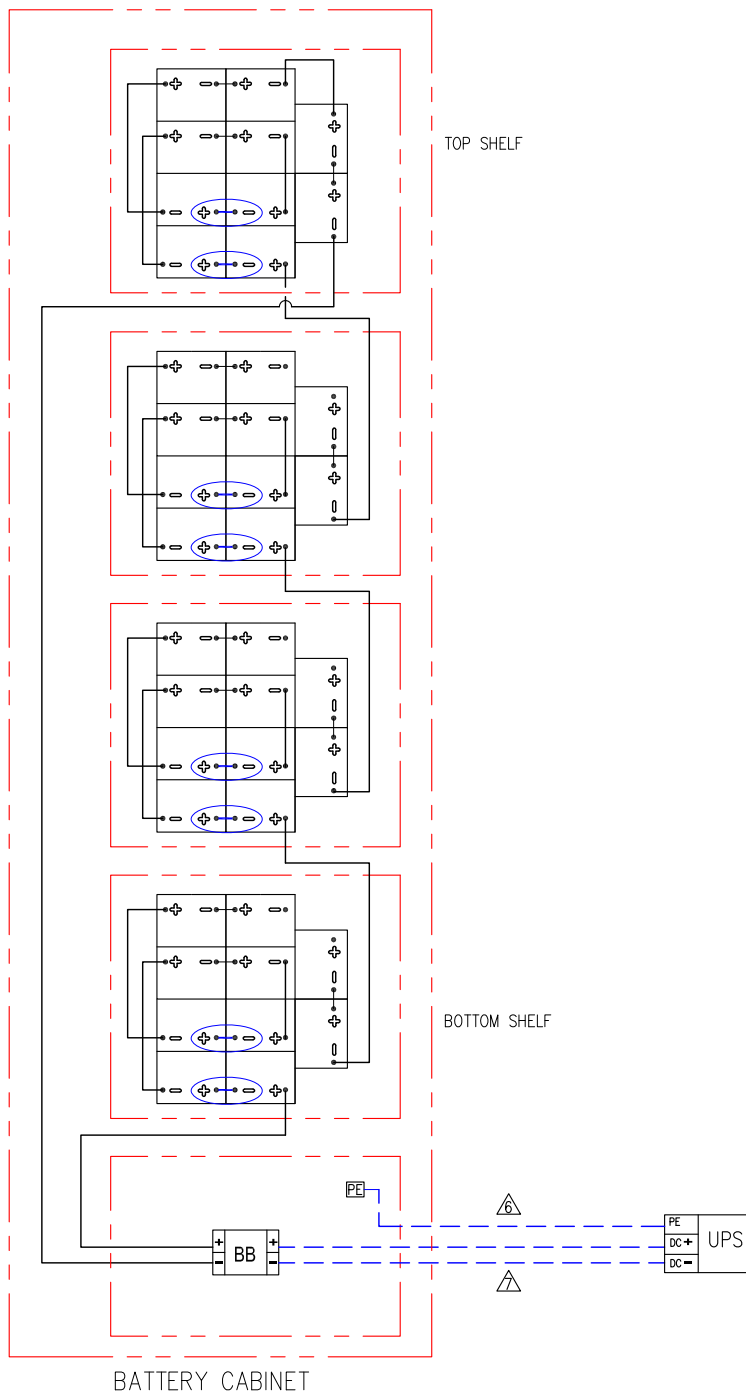 TOP SHELF
BOTTOM SHELF
PE
6
PE
UPS
DC +
+ BB +
- -
DC -
7
BATTERY CABINET